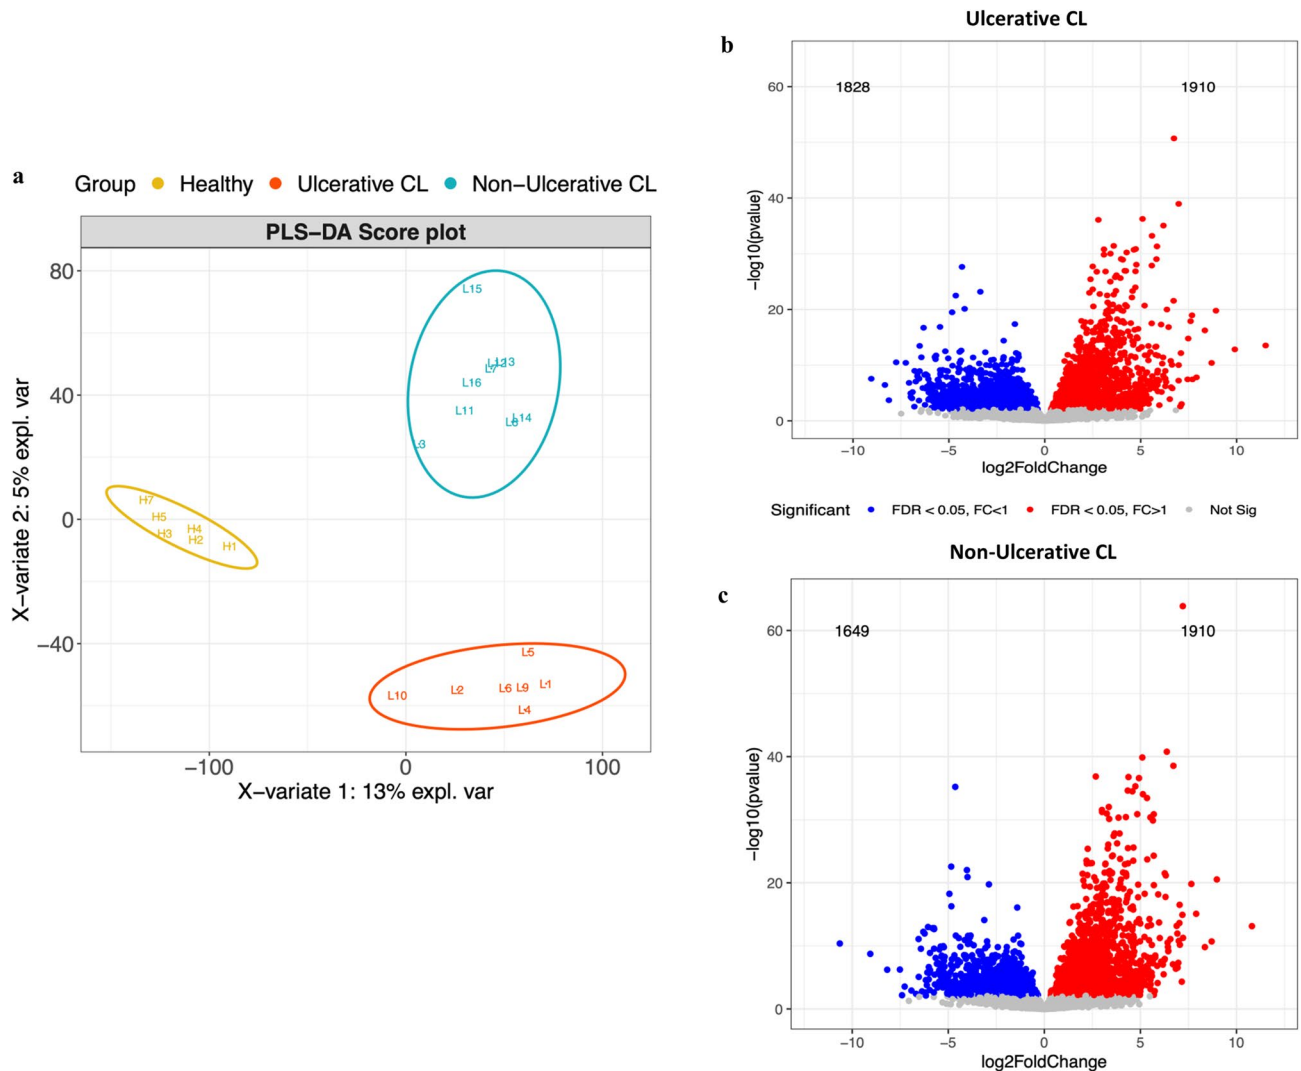 a
Group Healthy Ulcerative CL Non-Ulcerative CL
PLS-DA Score plot
80
40
0
-40
X-variate 2: 5% expl. var
L15
L13
L7
L16
L11
L14
L3
H7
H5
H4
H3
H2
H1
L5
L10
L2
L6
L9
L1
L4
-100
0
100
X-variate 1: 13% expl. var
b
Ulcerative CL
1828
1910
60
40
20
0
-log10(pvalue)
-10
-5
0
5
10
log2FoldChange
Significant FDR < 0.05, FC<1 FDR < 0.05, FC>1 Not Sig
c
Non-Ulcerative CL
1649
1910
60
40
20
0
-log10(pvalue)
-10
-5
0
5
10
log2FoldChange